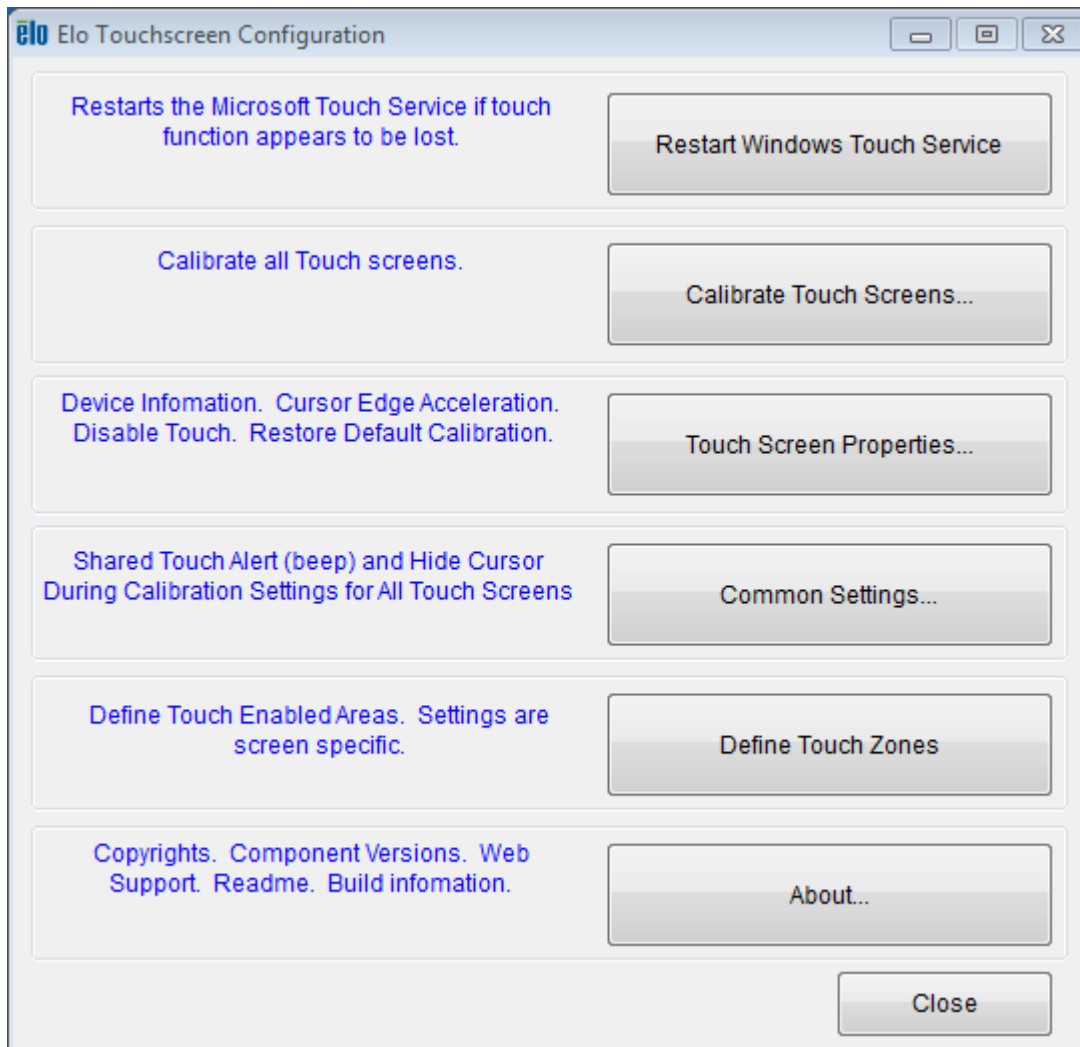 elo Elo Touchscreen Configuration
Restarts the Microsoft Touch Service if touch
function appears to be lost.
Restart Windows Touch Service
Calibrate all Touch screens.
Calibrate Touch Screens...
Device Infomation.  Cursor Edge Acceleration.
Disable Touch.  Restore Default Calibration.
Touch Screen Properties...
Shared Touch Alert (beep) and Hide Cursor
During Calibration Settings for All Touch Screens
Common Settings...
Define Touch Enabled Areas.  Settings are
screen specific.
Define Touch Zones
Copyrights.  Component Versions.  Web
Support.  Readme.  Build infomation.
About...
Close